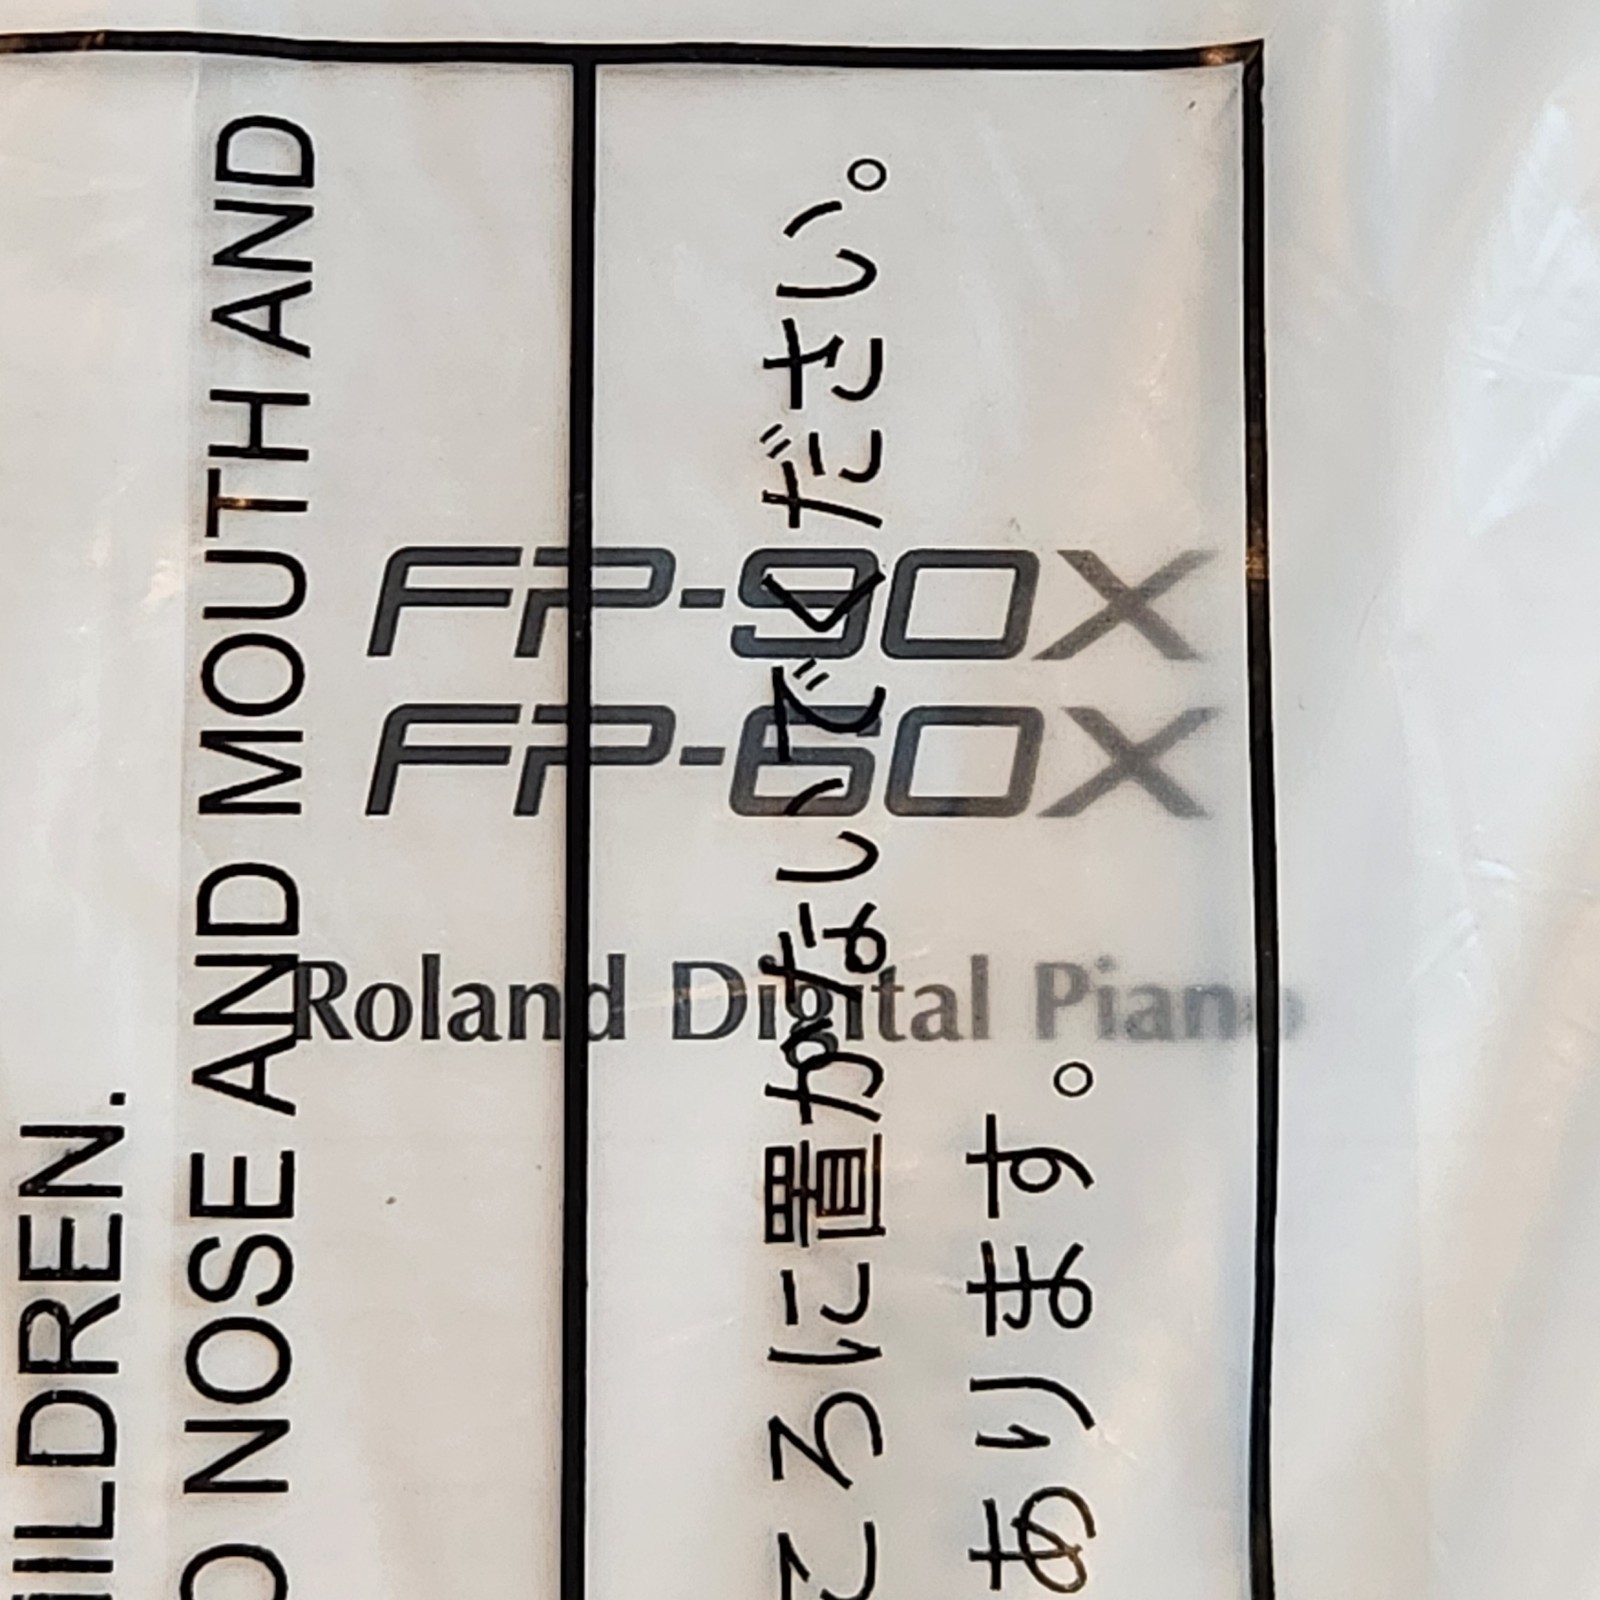 FP-90X
FP-60X
Roland Digital Piano
CHILDREN.
O NOSE AND MOUTH AND
ころに置かないでください。
あります。